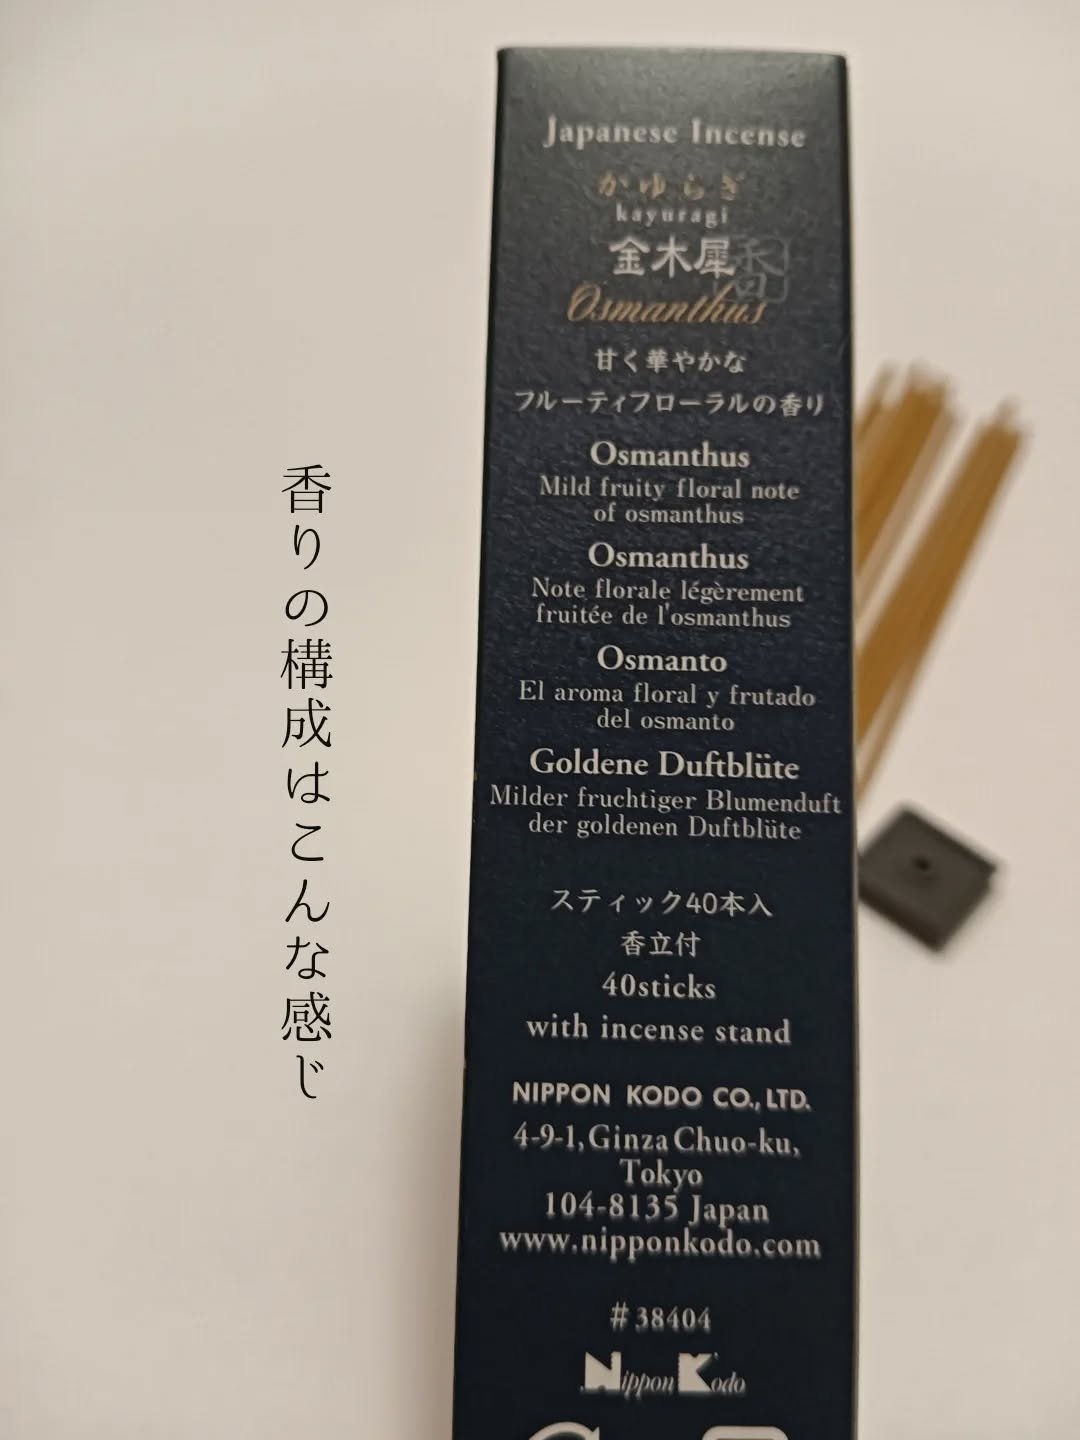 香りの構成はこんな感じ
Japanese Incense
かゆらぎ
kayuragi
金木犀
香
Osmanthus
甘く華やかな
フルーティフローラルの香り
Osmanthus
Mild fruity floral note
of osmanthus
Osmanthus
Note florale légèrement
fruitée de l'osmanthus
Osmanto
El aroma floral y frutado
del osmanto
Goldene Duftblüte
Milder fruchtiger Blumenduft
der goldenen Duftblüte
スティック40本入
香立付
40sticks
with incense stand
NIPPON KODO CO., LTD.
4-9-1, Ginza Chuo-ku,
Tokyo
104-8135 Japan
www.nipponkodo.com
#38404
Nippon Kodo